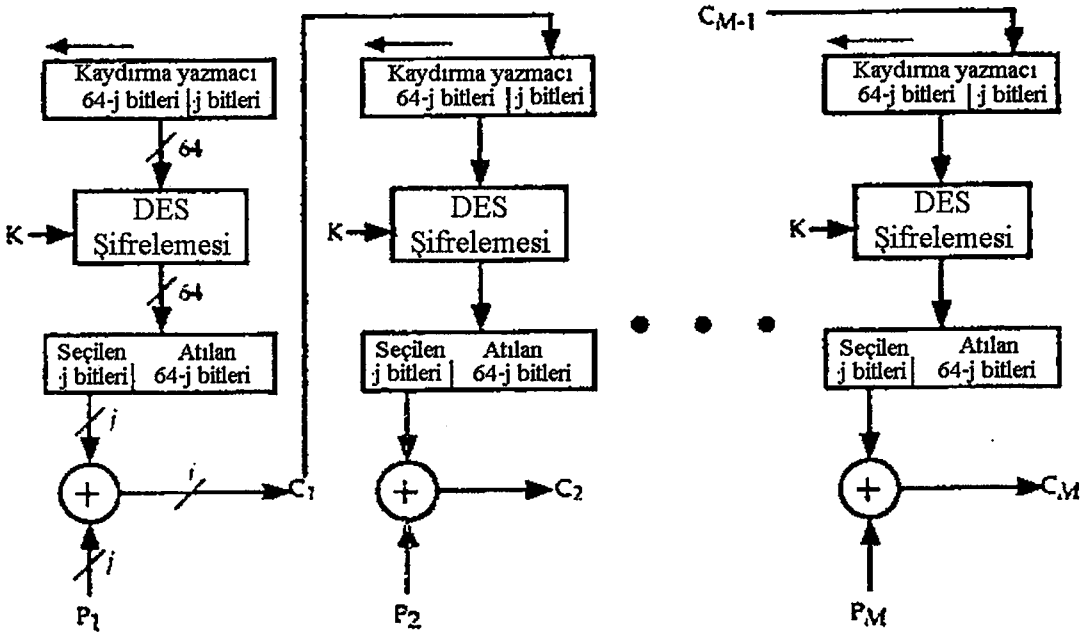 C_{M-1}
Kaydırma yazmacı
64-j bitleri | j bitleri
64
K
DES
Şifrelemesi
64
Seçilen Atılan
j bitleri 64-j bitleri
j
+
j
C₁
j
P₁
Kaydırma yazmacı
64-j bitleri | j bitleri
K
DES
Şifrelemesi
Seçilen Atılan
j bitleri 64-j bitleri
+
C₂
P₂
Kaydırma yazmacı
64-j bitleri | j bitleri
K
DES
Şifrelemesi
Seçilen Atılan
j bitleri 64-j bitleri
+
C_M
P_M